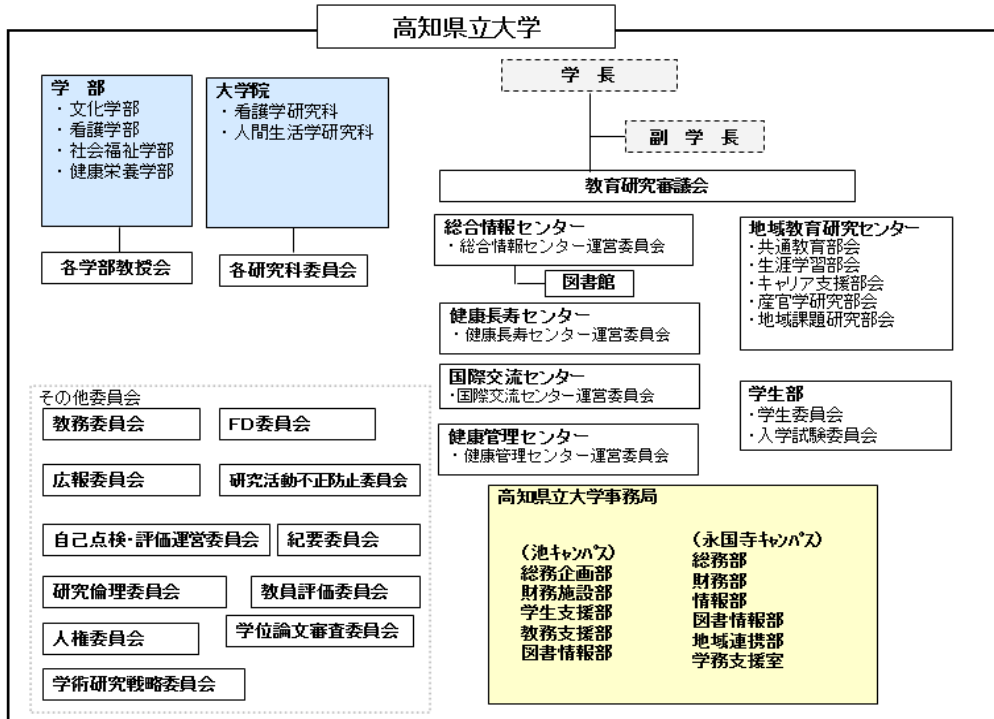 高知県立大学
学 部
・文化学部
・看護学部
・社会福祉学部
・健康栄養学部
各学部教授会
大学院
・看護学研究科
・人間生活学研究科
各研究科委員会
学 長
副 学 長
教育研究審議会
総合情報センター
・総合情報センター運営委員会
図書館
健康長寿センター
・健康長寿センター運営委員会
国際交流センター
・国際交流センター運営委員会
健康管理センター
・健康管理センター運営委員会
地域教育研究センター
・共通教育部会
・生涯学習部会
・キャリア支援部会
・産官学研究部会
・地域課題研究部会
学生部
・学生委員会
・入学試験委員会
その他委員会
教務委員会
FD委員会
広報委員会
研究活動不正防止委員会
自己点検・評価運営委員会
紀要委員会
研究倫理委員会
教員評価委員会
人権委員会
学位論文審査委員会
学術研究戦略委員会
高知県立大学事務局
(池ｷｬﾝﾊﾟｽ)
総務企画部
財務施設部
学生支援部
教務支援部
図書情報部
(永国寺ｷｬﾝﾊﾟｽ)
総務部
財務部
情報部
図書情報部
地域連携部
学務支援室